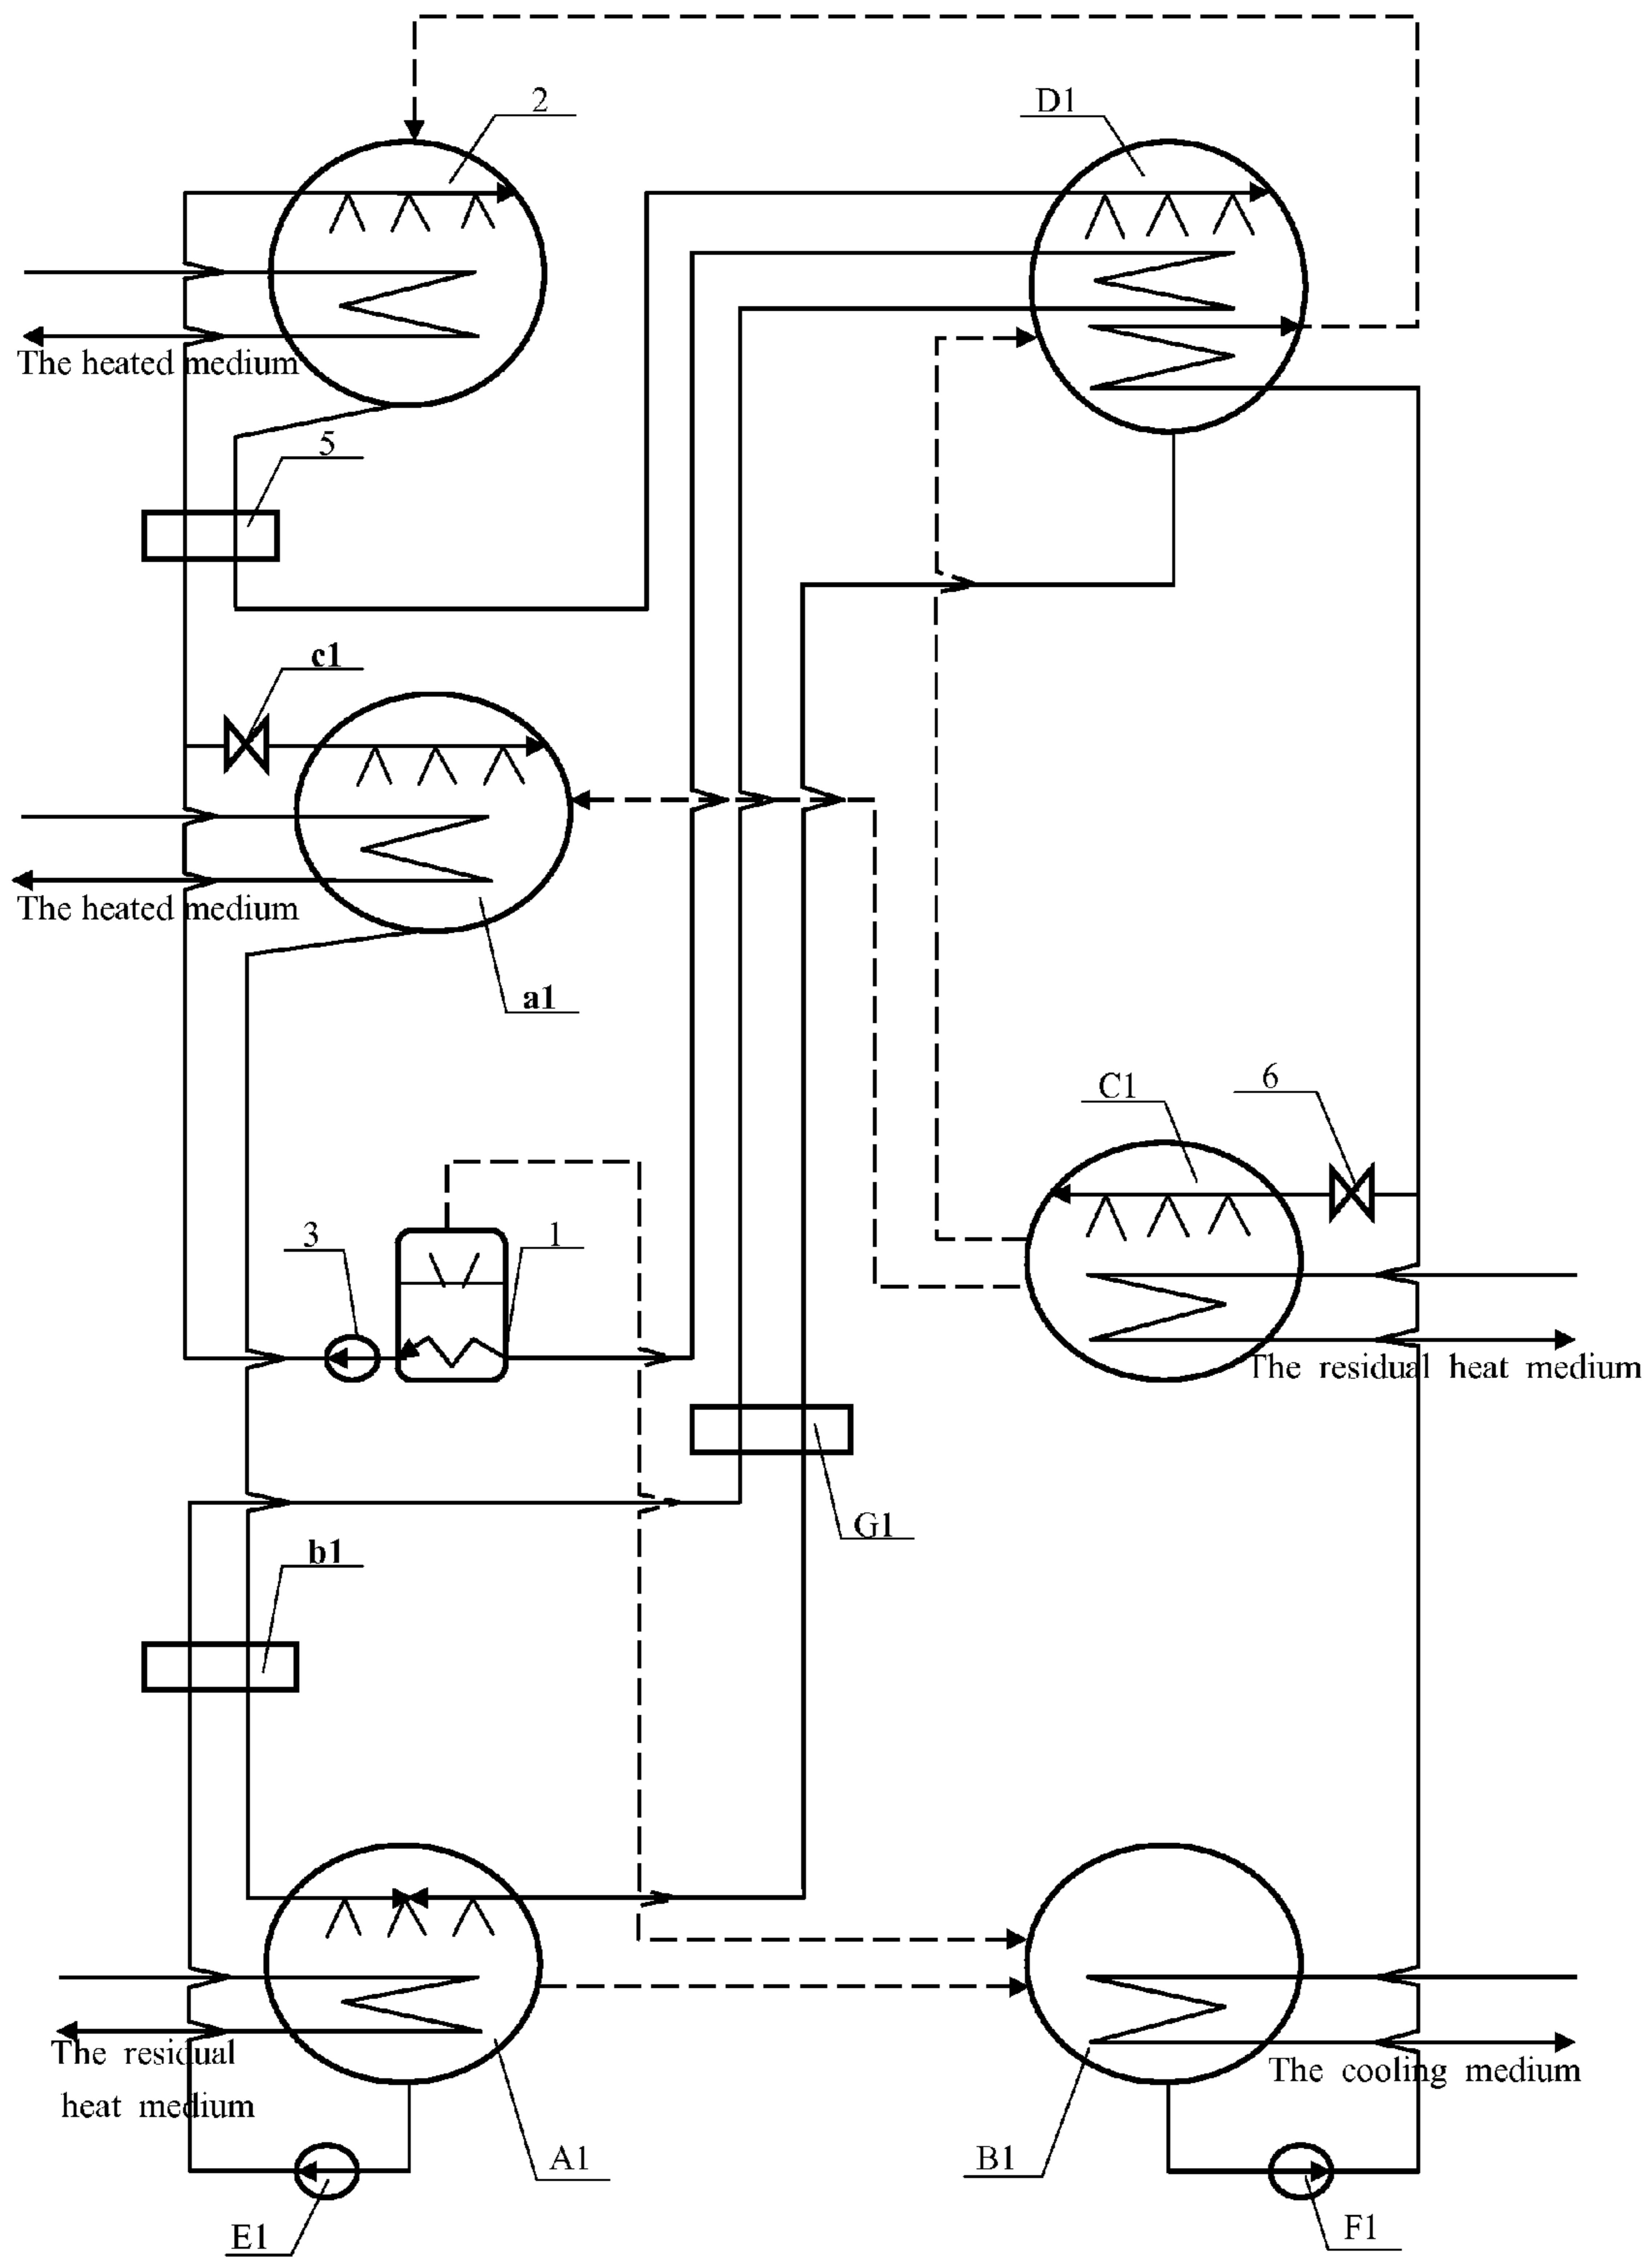 2
D1
The heated medium
5
c1
The heated medium
a1
C1
6
3
1
The residual heat medium
G1
b1
The residual
heat medium
The cooling medium
A1
B1
E1
F1